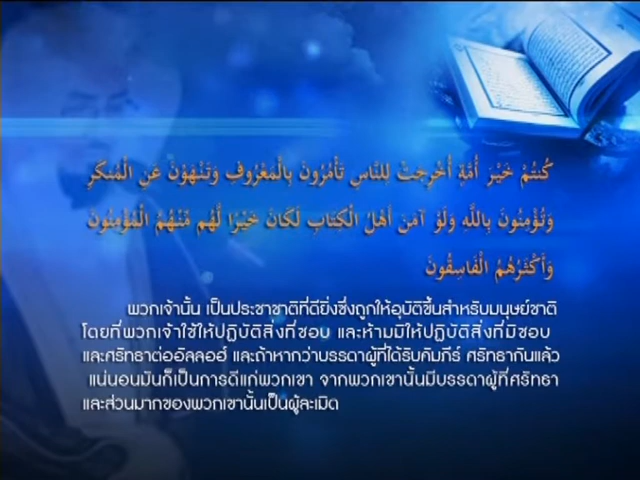 كُنتُمْ خَيْرَ أُمَّةٍ أُخْرِجَتْ لِلنَّاسِ تَأْمُرُونَ بِالْمَعْرُوفِ وَتَنْهَوْنَ عَنِ الْمُنكَرِ
وَتُؤْمِنُونَ بِاللَّهِ وَلَوْ آمَنَ أَهْلُ الْكِتَابِ لَكَانَ خَيْرًا لَّهُم مِّنْهُمُ الْمُؤْمِنُونَ
وَأَكْثَرُهُمُ الْفَاسِقُونَ
พวกเจ้านั้น เป็นประชาชาติที่ดียิ่งซึ่งถูกให้อุบัติขึ้นสำหรับมนุษย์ชาติ
โดยที่พวกเจ้าใช้ให้ปฏิบัติสิ่งที่ชอบ และห้ามมิให้ปฏิบัติสิ่งที่มิชอบ
และศรัทธาต่ออัลลอฮ์ และถ้าหากว่าบรรดาผู้ที่ได้รับคัมภีร์ ศรัทธากันแล้ว
แน่นอนมันก็เป็นการดีแก่พวกเขา จากพวกเขานั้นมีบรรดาผู้ที่ศรัทธา
และส่วนมากของพวกเขานั้นเป็นผู้ละเมิด